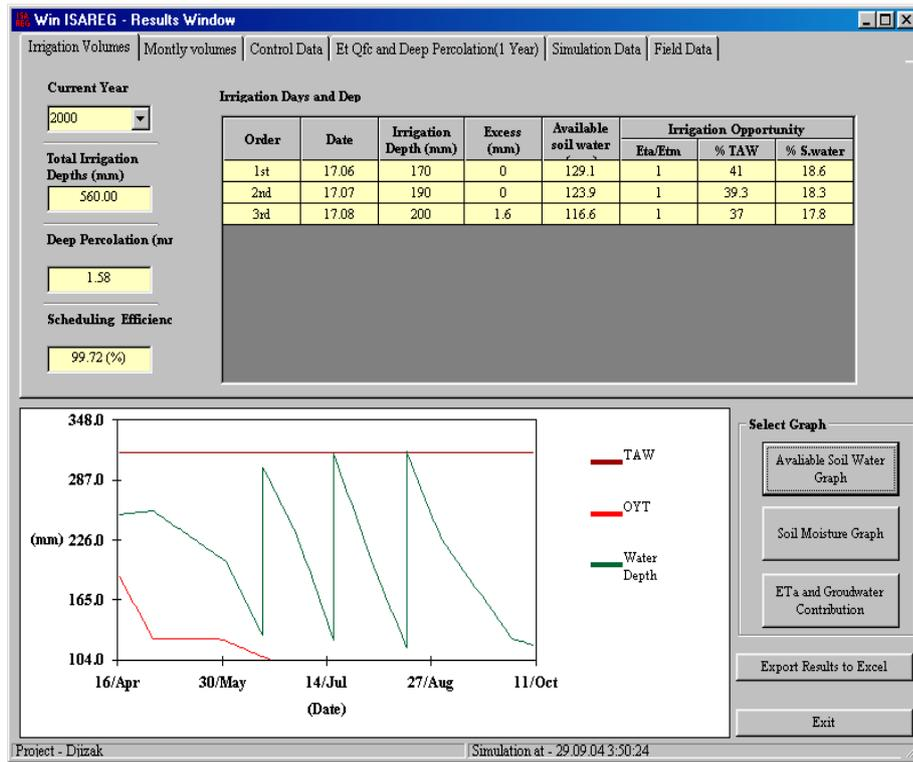 Win ISAREG - Results Window
Irrigation Volumes Montly volumes Control Data Et Qfc and Deep Percolation(1 Year) Simulation Data Field Data
Current Year
2000
Total Irrigation
Depths (mm)
560.00
Deep Percolation (mr
1.58
Scheduling Efficienc
99.72 (%)
Irrigation Days and Dep
Order Date Irrigation Depth (mm) Excess (mm) Available soil water Irrigation Opportunity
Eta/Etm % TAW % S.water
1st 17.06 170 0 129.1 1 41 18.6
2nd 17.07 190 0 123.9 1 39.3 18.3
3rd 17.08 200 1.6 116.6 1 37 17.8
348.0
287.0
(mm) 226.0
165.0
104.0
16/Apr 30/May 14/Jul 27/Aug 11/Oct
(Date)
TAW
OYT
Water
Depth
Select Graph
Avaliable Soil Water
Graph
Soil Moisture Graph
ETa and Groudwater
Contribution
Export Results to Excel
Exit
Project - Djizak Simulation at - 29.09.04 3:50:24